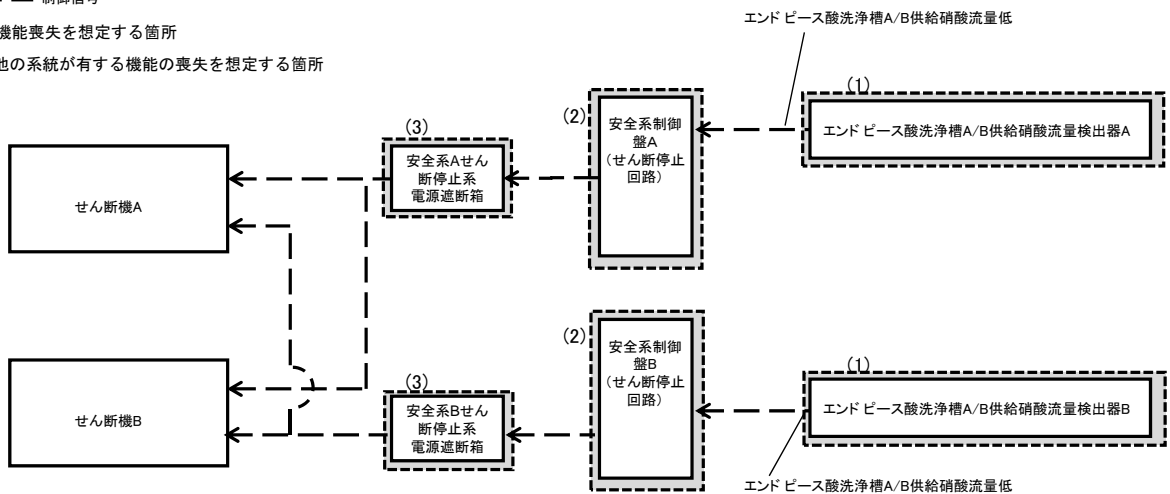 制御信号
機能喪失を想定する箇所
他の系統が有する機能の喪失を想定する箇所
エンドピース酸洗浄槽A/B供給硝酸流量低
(1)
エンドピース酸洗浄槽A/B供給硝酸流量検出器A
(2)
安全系制御
盤A
(せん断停止
回路)
(3)
安全系Aせん
断停止系
電源遮断箱
せん断機A
(1)
エンドピース酸洗浄槽A/B供給硝酸流量検出器B
(2)
安全系制御
盤B
(せん断停止
回路)
(3)
安全系Bせん
断停止系
電源遮断箱
せん断機B
エンドピース酸洗浄槽A/B供給硝酸流量低